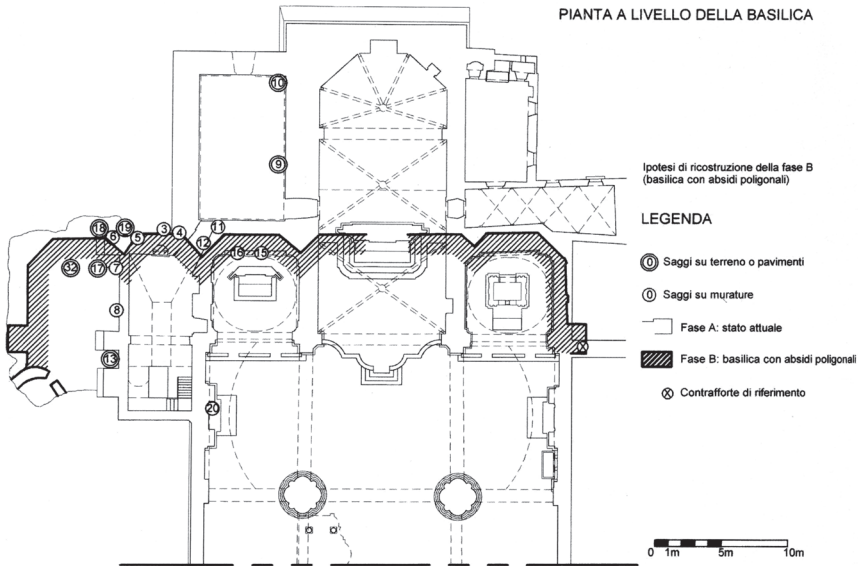 PIANTA A LIVELLO DELLA BASILICA
10
9
Ipotesi di ricostruzione della fase B
(basilica con absidi poligonali)
LEGENDA
18
19
6
5
3
4
11
12
16
15
32
17
7
8
13
20
0 Saggi su terreno o pavimenti
0 Saggi su murature
Fase A: stato attuale
Fase B: basilica con absidi poligonali
Contrafforte di riferimento
0 1m 5m 10m